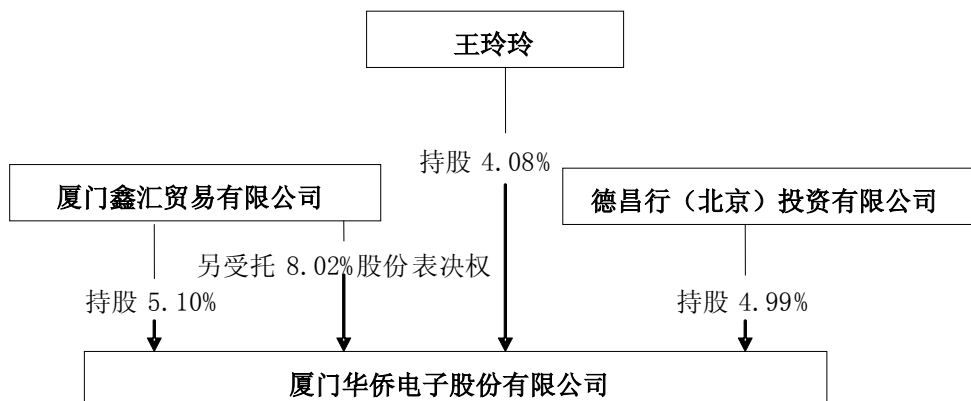 王玲玲
持股 4.08%
厦门鑫汇贸易有限公司
德昌行（北京）投资有限公司
另受托 8.02%股份表决权
持股 5.10%
持股 4.99%
厦门华侨电子股份有限公司